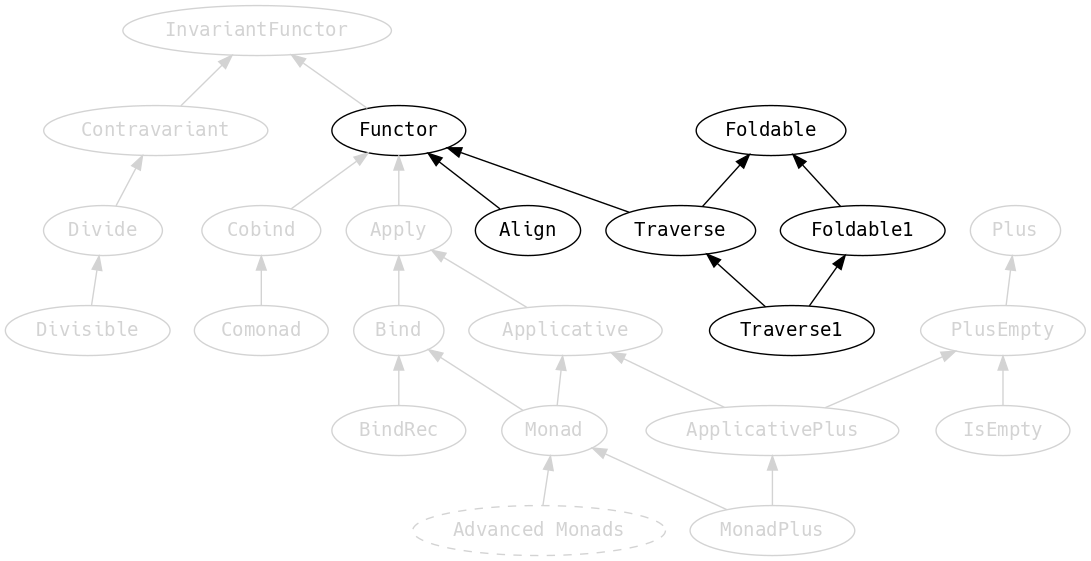 InvariantFunctor
Contravariant
Functor
Foldable
Divide
Cobind
Apply
Align
Traverse
Foldable1
Plus
Divisible
Comonad
Bind
Applicative
Traverse1
PlusEmpty
BindRec
Monad
ApplicativePlus
IsEmpty
Advanced Monads
MonadPlus